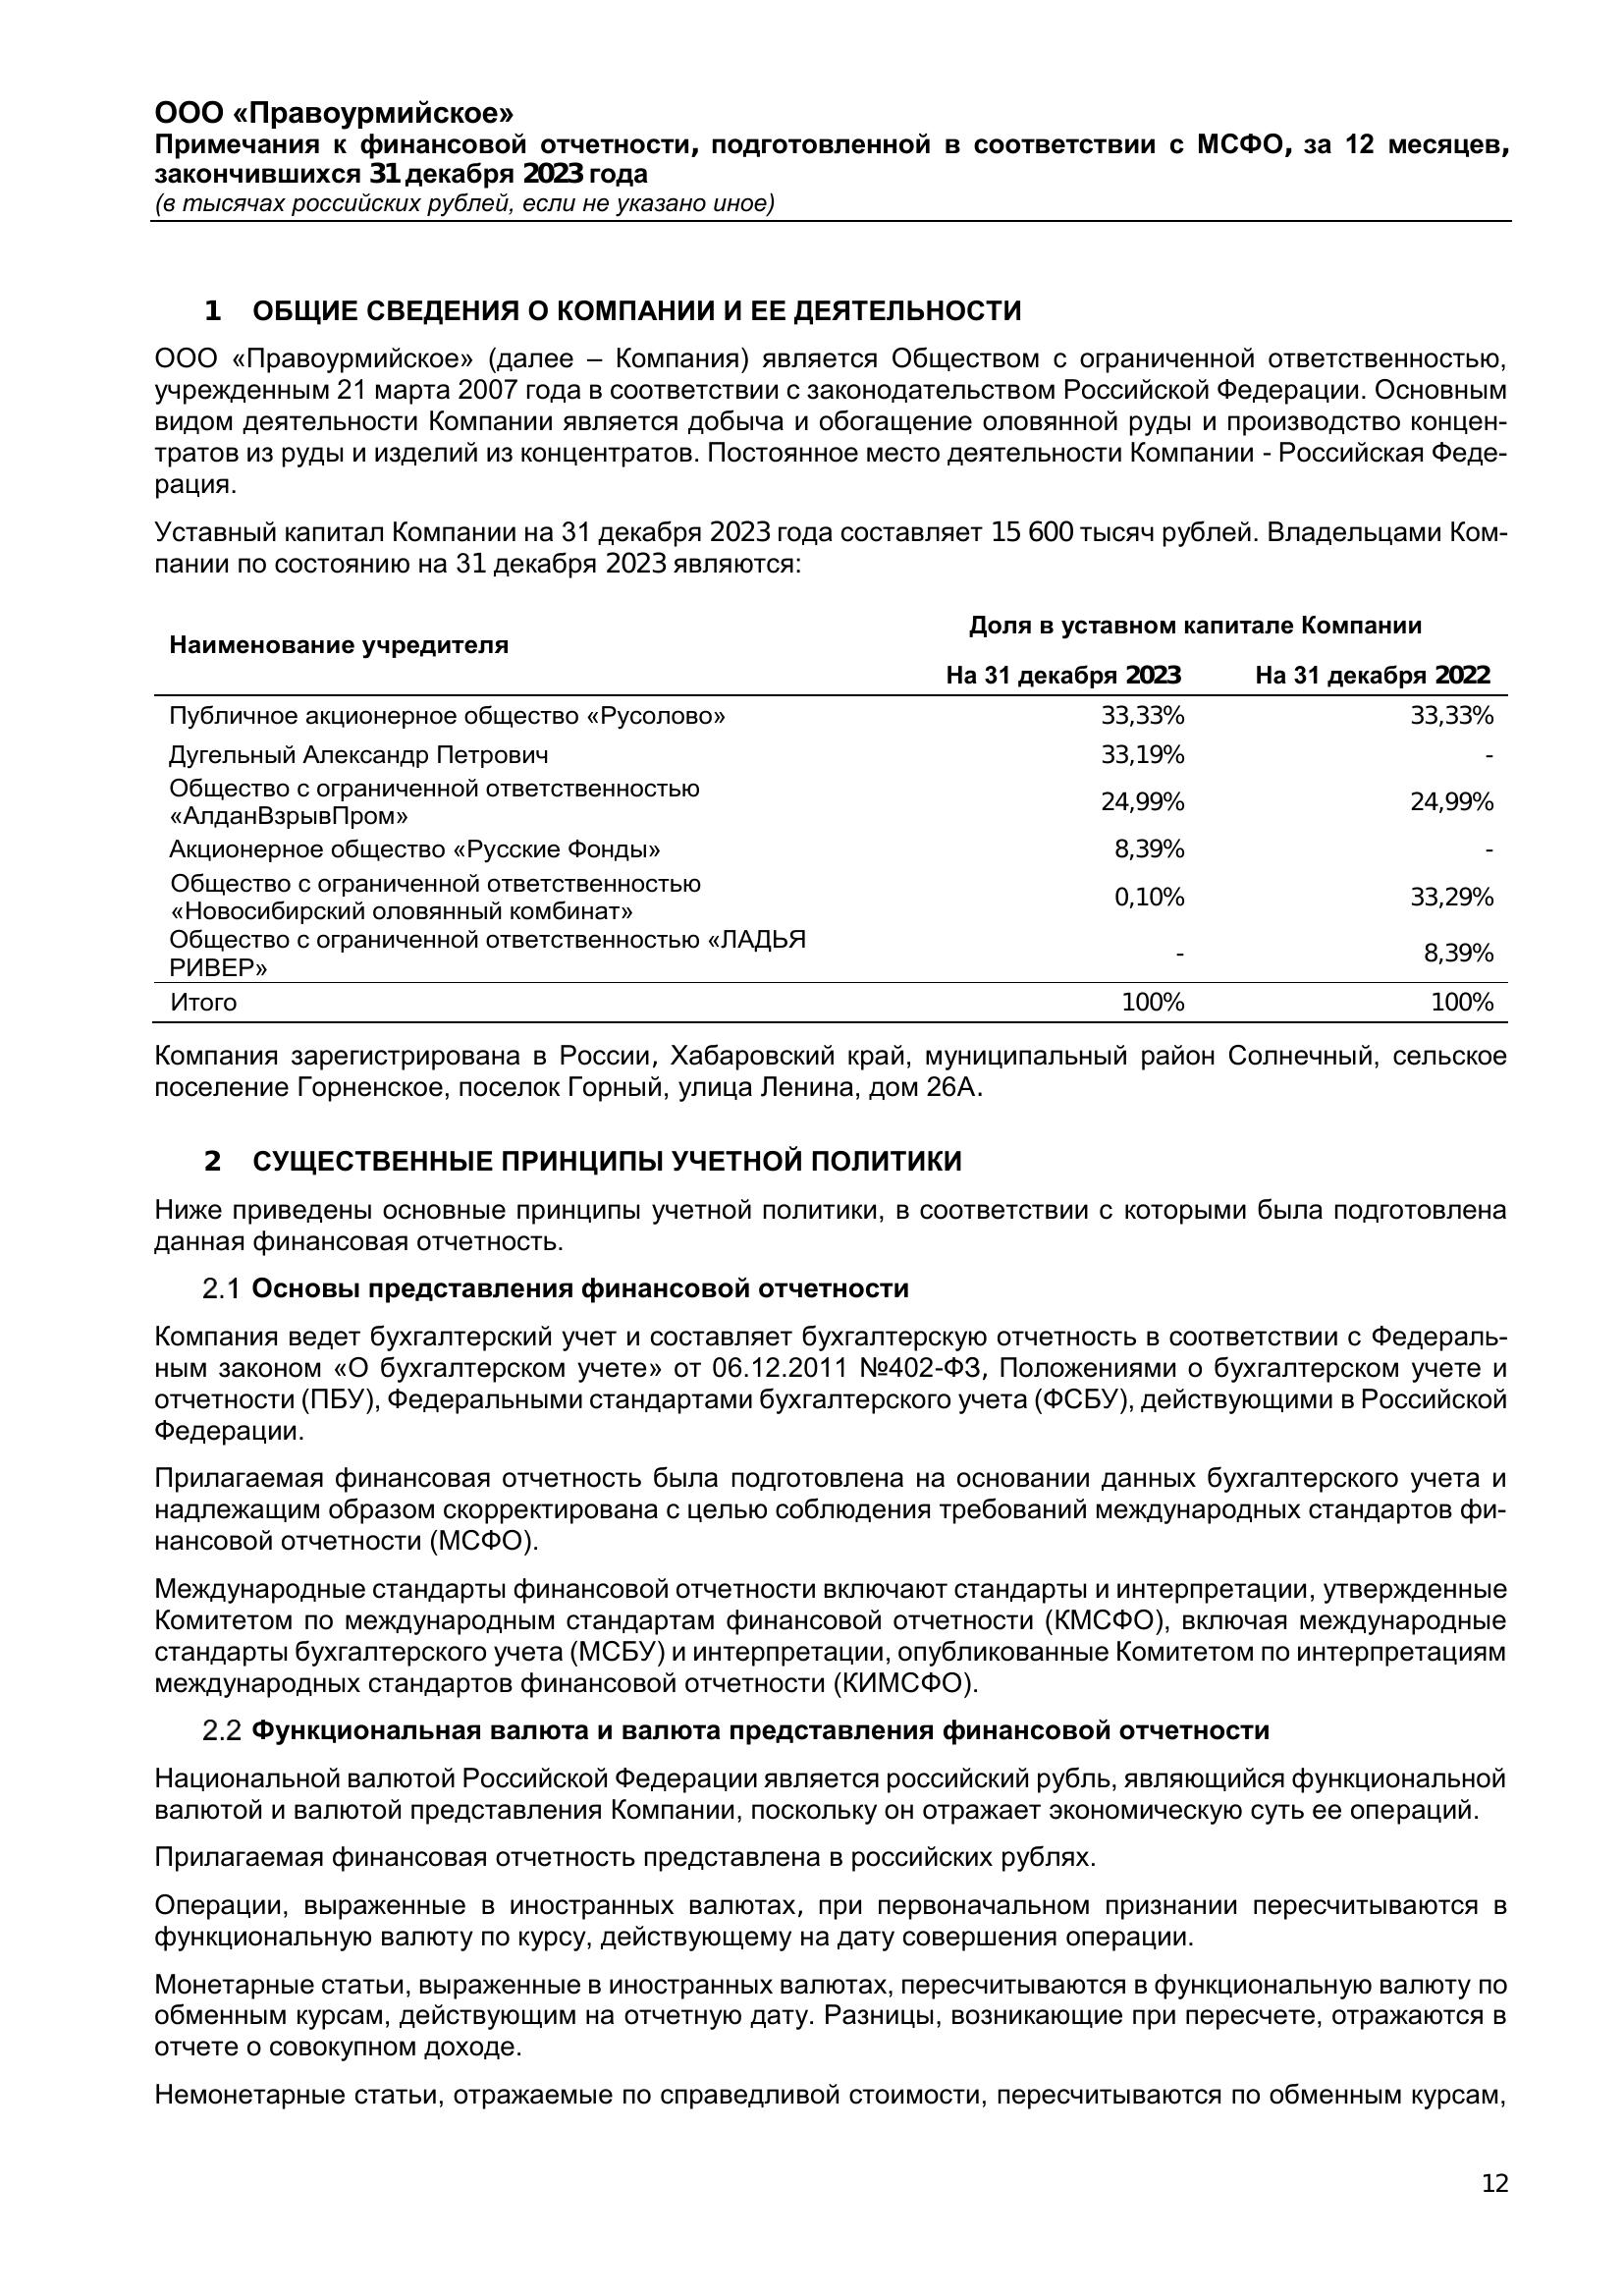 ООО «Правоурмийское»
Примечания к финансовой отчетности, подготовленной в соответствии с МСФО, за 12 месяцев,
закончившихся 31 декабря 2023 года
(в тысячах российских рублей, если не указано иное)
1 ОБЩИЕ СВЕДЕНИЯ О КОМПАНИИ И ЕЕ ДЕЯТЕЛЬНОСТИ
ООО «Правоурмийское» (далее – Компания) является Обществом с ограниченной ответственностью,
учрежденным 21 марта 2007 года в соответствии с законодательством Российской Федерации. Основным
видом деятельности Компании является добыча и обогащение оловянной руды и производство концен-
тратов из руды и изделий из концентратов. Постоянное место деятельности Компании - Российская Феде-
рация.
Уставный капитал Компании на 31 декабря 2023 года составляет 15 600 тысяч рублей. Владельцами Ком-
пании по состоянию на 31 декабря 2023 являются:
Наименование учредителя
Доля в уставном капитале Компании
На 31 декабря 2023 На 31 декабря 2022
Публичное акционерное общество «Русолово» 33,33% 33,33%
Дугельный Александр Петрович 33,19% -
Общество с ограниченной ответственностью
«АлданВзрывПром» 24,99% 24,99%
Акционерное общество «Русские Фонды» 8,39% -
Общество с ограниченной ответственностью
«Новосибирский оловянный комбинат» 0,10% 33,29%
Общество с ограниченной ответственностью «ЛАДЬЯ
РИВЕР» - 8,39%
Итого 100% 100%
Компания зарегистрирована в России, Хабаровский край, муниципальный район Солнечный, сельское
поселение Горненское, поселок Горный, улица Ленина, дом 26А.
2 СУЩЕСТВЕННЫЕ ПРИНЦИПЫ УЧЕТНОЙ ПОЛИТИКИ
Ниже приведены основные принципы учетной политики, в соответствии с которыми была подготовлена
данная финансовая отчетность.
2.1 Основы представления финансовой отчетности
Компания ведет бухгалтерский учет и составляет бухгалтерскую отчетность в соответствии с Федераль-
ным законом «О бухгалтерском учете» от 06.12.2011 №402-ФЗ, Положениями о бухгалтерском учете и
отчетности (ПБУ), Федеральными стандартами бухгалтерского учета (ФСБУ), действующими в Российской
Федерации.
Прилагаемая финансовая отчетность была подготовлена на основании данных бухгалтерского учета и
надлежащим образом скорректирована с целью соблюдения требований международных стандартов фи-
нансовой отчетности (МСФО).
Международные стандарты финансовой отчетности включают стандарты и интерпретации, утвержденные
Комитетом по международным стандартам финансовой отчетности (КМСФО), включая международные
стандарты бухгалтерского учета (МСБУ) и интерпретации, опубликованные Комитетом по интерпретациям
международных стандартов финансовой отчетности (КИМСФО).
2.2 Функциональная валюта и валюта представления финансовой отчетности
Национальной валютой Российской Федерации является российский рубль, являющийся функциональной
валютой и валютой представления Компании, поскольку он отражает экономическую суть ее операций.
Прилагаемая финансовая отчетность представлена в российских рублях.
Операции, выраженные в иностранных валютах, при первоначальном признании пересчитываются в
функциональную валюту по курсу, действующему на дату совершения операции.
Монетарные статьи, выраженные в иностранных валютах, пересчитываются в функциональную валюту по
обменным курсам, действующим на отчетную дату. Разницы, возникающие при пересчете, отражаются в
отчете о совокупном доходе.
Немонетарные статьи, отражаемые по справедливой стоимости, пересчитываются по обменным курсам,
12